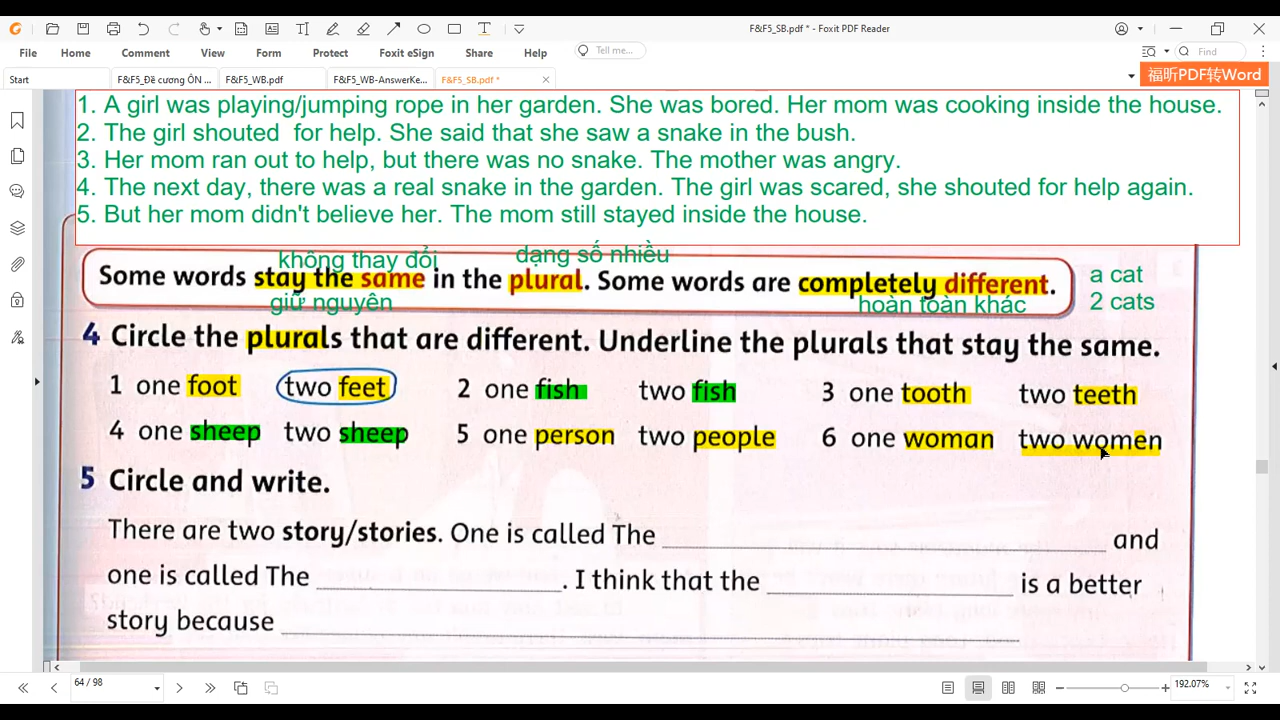 F&F5_SB.pdf * - Foxit PDF Reader
File Home Comment View Form Protect Foxit eSign Share Help Tell me... Find
Start F&F5_Đề cương ÔN ... F&F5_WB.pdf F&F5_WB-AnswerKe... F&F5_SB.pdf *
福昕PDF转Word
1. A girl was playing/jumping rope in her garden. She was bored. Her mom was cooking inside the house.
2. The girl shouted  for help. She said that she saw a snake in the bush.
3. Her mom ran out to help, but there was no snake. The mother was angry.
4. The next day, there was a real snake in the garden. The girl was scared, she shouted for help again.
5. But her mom didn't believe her. The mom still stayed inside the house.
không thay đổi dạng số nhiều
Some words stay the same in the plural. Some words are completely different.
a cat
2 cats
giữ nguyên hoàn toàn khác
4 Circle the plurals that are different. Underline the plurals that stay the same.
1 one foot two feet 2 one fish two fish 3 one tooth two teeth
4 one sheep two sheep 5 one person two people 6 one woman two women
5 Circle and write.
There are two story/stories. One is called The and
one is called The . I think that the is a better
story because
64 / 98 192.07%